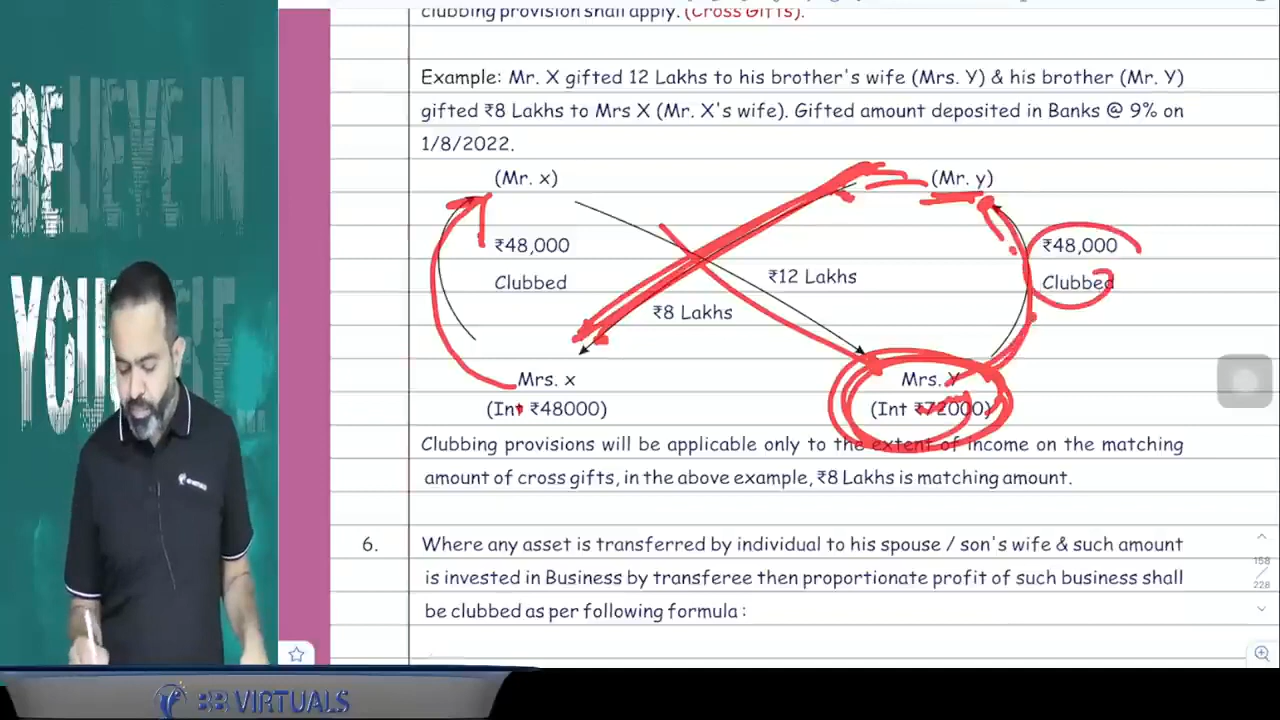 clubbing provision shall apply. (Cross Gifts).
Example: Mr. X gifted 12 Lakhs to his brother's wife (Mrs. Y) & his brother (Mr. Y)
gifted ₹8 Lakhs to Mrs X (Mr. X's wife). Gifted amount deposited in Banks @ 9% on
1/8/2022.
(Mr. x)
(Mr. y)
₹48,000
Clubbed
₹48,000
Clubbed
₹12 Lakhs
₹8 Lakhs
Mrs. x
(Int ₹48000)
Mrs. Y
(Int ₹72000)
Clubbing provisions will be applicable only to the extent of income on the matching
amount of cross gifts, in the above example, ₹8 Lakhs is matching amount.
6.
Where any asset is transferred by individual to his spouse / son's wife & such amount
is invested in Business by transferee then proportionate profit of such business shall
be clubbed as per following formula :
158
228
BELIEVE IN
BB VIRTUALS